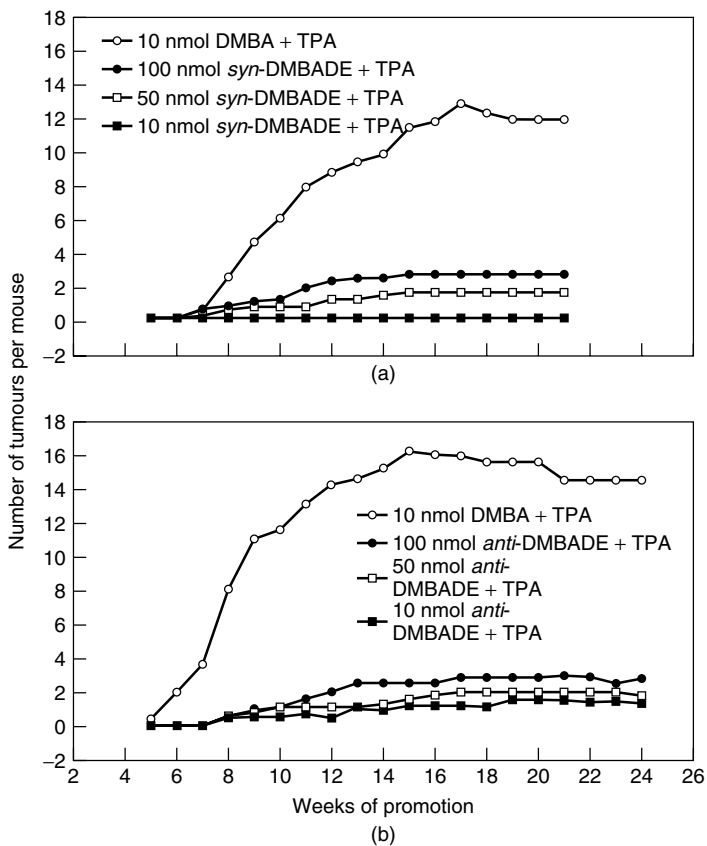 Number of tumours per mouse
18
16
14
12
10
8
6
4
2
0
−2
10 nmol DMBA + TPA
100 nmol syn-DMBADE + TPA
50 nmol syn-DMBADE + TPA
10 nmol syn-DMBADE + TPA
(a)
18
16
14
12
10
8
6
4
2
0
−2
10 nmol DMBA + TPA
100 nmol anti-DMBADE + TPA
50 nmol anti-
DMBADE + TPA
10 nmol anti-
DMBADE + TPA
2 4 6 8 10 12 14 16 18 20 22 24 26
Weeks of promotion
(b)